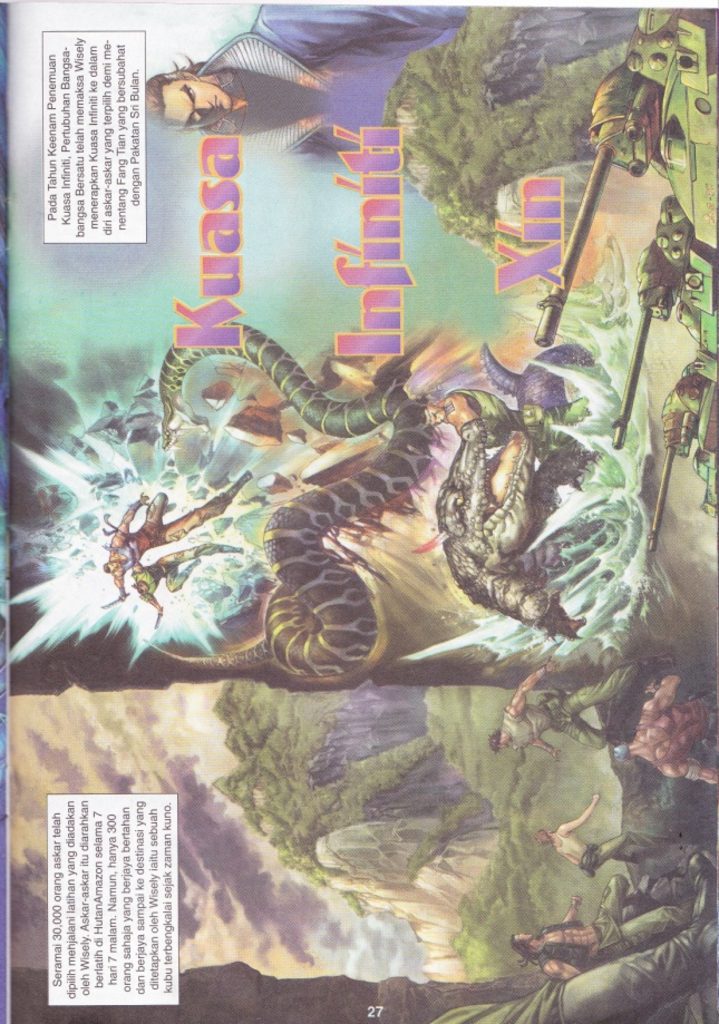 Pada Tahun Keenam Penemuan
Kuasa Infiniti, Pertubuhan Bangsa-
bangsa Bersatu telah memaksa Wisely
menerapkan Kuasa Infiniti ke dalam
diri askar-askar yang terpilih demi me-
nentang Fang Tian yang bersubahat
dengan Pakatan Sri Bulan.
Kuasa
Infiniti
Xin
Seramai 30,000 orang askar telah
dipilih menjalani latihan yang diadakan
oleh Wisely. Askar-askar itu diarahkan
berlatih di HutanAmazon selama 7
hari 7 malam. Namun, hanya 300
orang sahaja yang berjaya bertahan
dan berjaya sampai ke destinasi yang
ditetapkan oleh Wisely iaitu sebuah
kubu terbengkalai sejak zaman kuno.
27